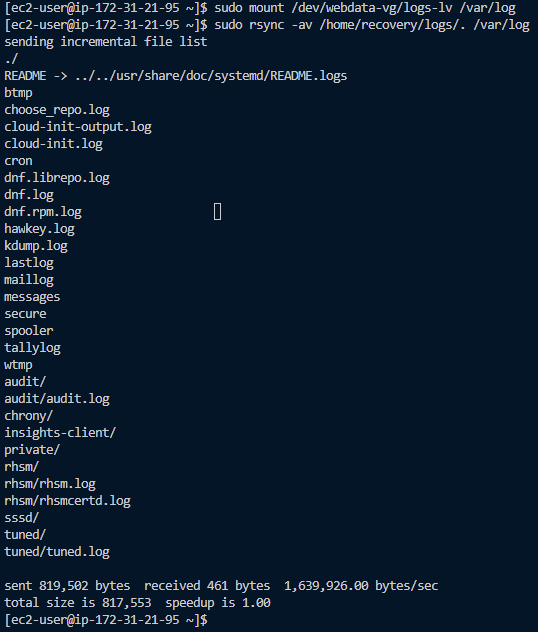 [ec2-user@ip-172-31-21-95 ~]$ sudo mount /dev/webdata-vg/logs-lv /var/log
[ec2-user@ip-172-31-21-95 ~]$ sudo rsync -av /home/recovery/logs/. /var/log
sending incremental file list
./
README -> ../../usr/share/doc/systemd/README.logs
btmp
choose_repo.log
cloud-init-output.log
cloud-init.log
cron
dnf.librepo.log
dnf.log
dnf.rpm.log
hawkey.log
kdump.log
lastlog
maillog
messages
secure
spooler
tallylog
wtmp
audit/
audit/audit.log
chrony/
insights-client/
private/
rhsm/
rhsm/rhsm.log
rhsm/rhsmcertd.log
sssd/
tuned/
tuned/tuned.log

sent 819,502 bytes  received 461 bytes  1,639,926.00 bytes/sec
total size is 817,553  speedup is 1.00
[ec2-user@ip-172-31-21-95 ~]$